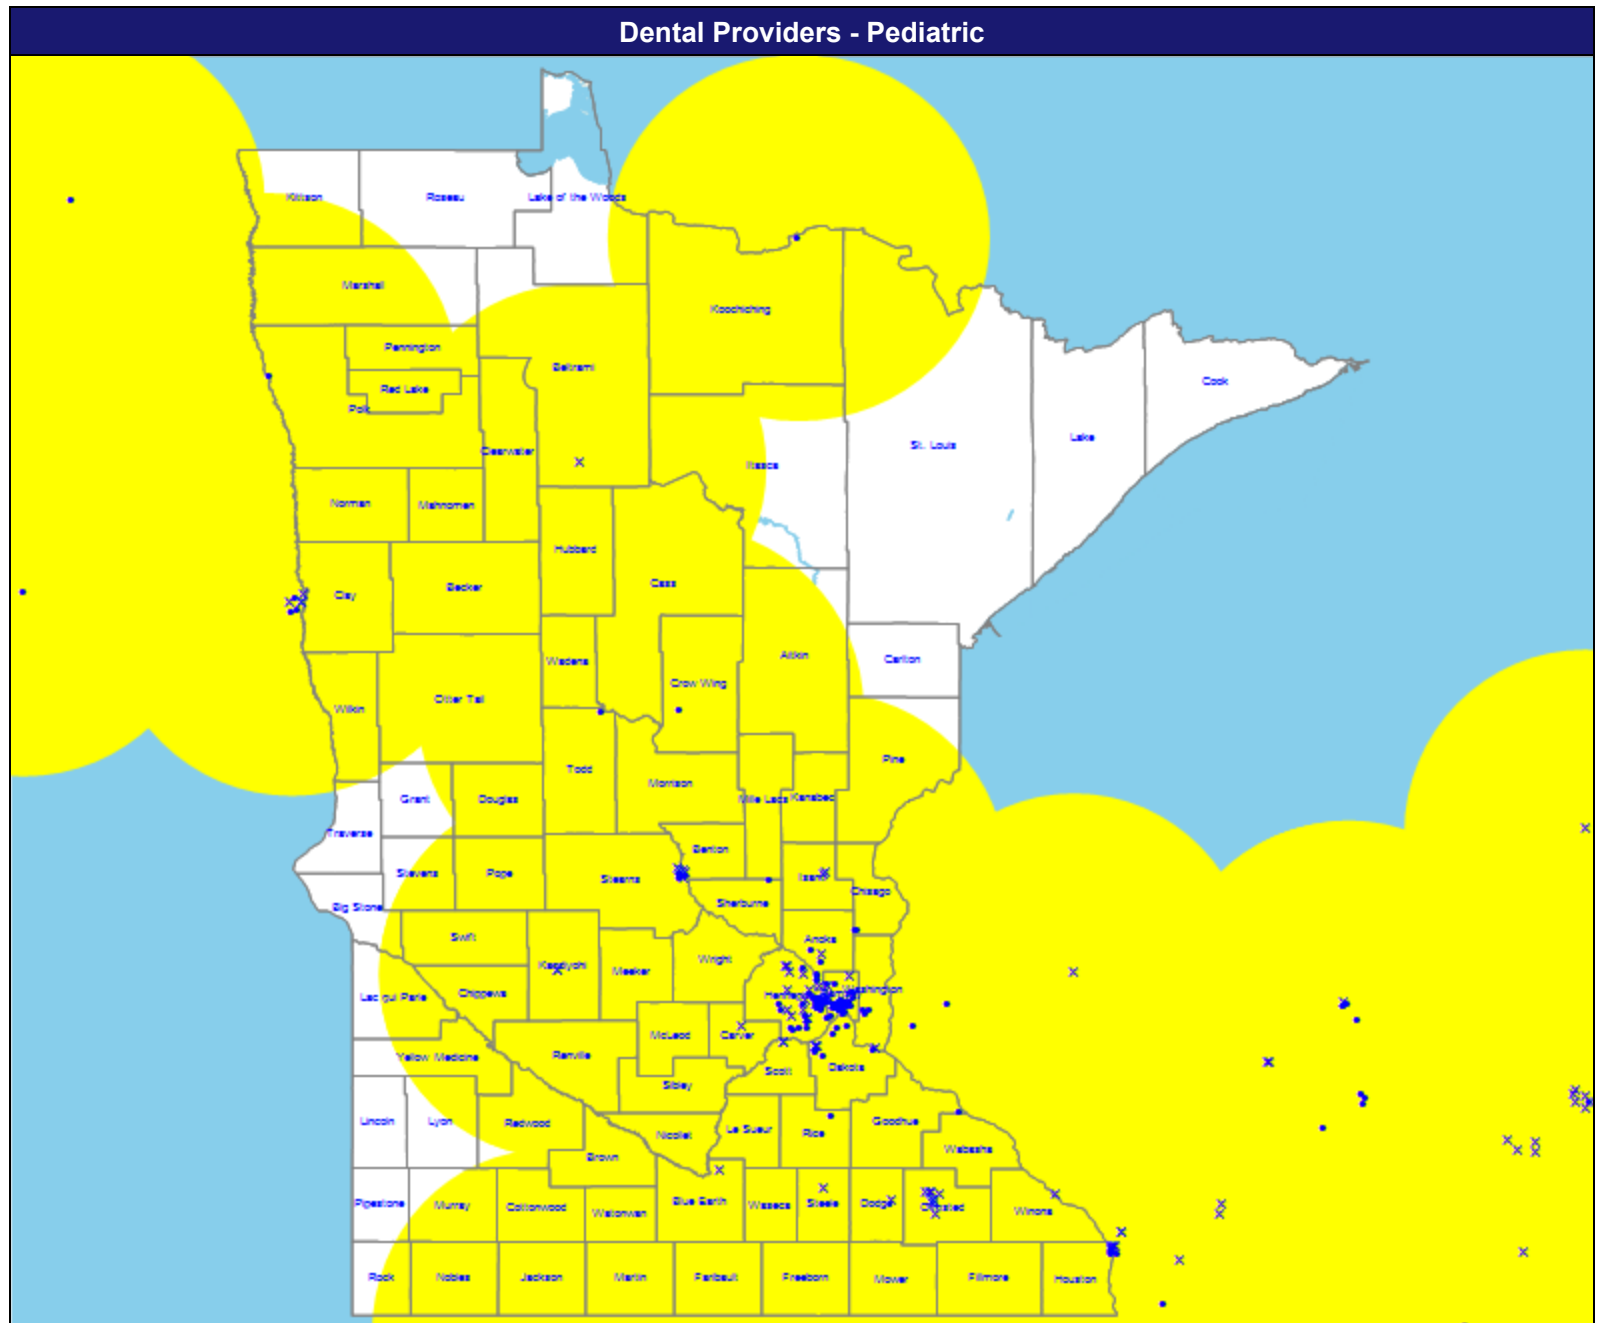 Dental Providers - Pediatric
Kittson
Roseau
Lake of the Woods
Marshall
Koochiching
Pennington
Beltrami
Red Lake
Polk
Cook
Clearwater
St. Louis
Lake
Itasca
Norman
Mahnomen
Hubbard
Cass
Clay
Becker
Aitkin
Carlton
Wadena
Crow Wing
Otter Tail
Wilkin
Pine
Todd
Morrison
Grant
Douglas
Mille Lacs
Kanabec
Traverse
Benton
Stevens
Pope
Stearns
Isanti
Chisago
Big Stone
Sherburne
Swift
Anoka
Kandiyohi
Meeker
Wright
Lac qui Parle
Chippewa
Washington
McLeod
Carver
Yellow Medicine
Renville
Scott
Dakota
Sibley
Lincoln
Lyon
Redwood
Nicollet
Le Sueur
Rice
Goodhue
Brown
Wabasha
Pipestone
Murray
Cottonwood
Watonwan
Blue Earth
Waseca
Steele
Dodge
Olmsted
Winona
Rock
Nobles
Jackson
Martin
Faribault
Freeborn
Mower
Fillmore
Houston